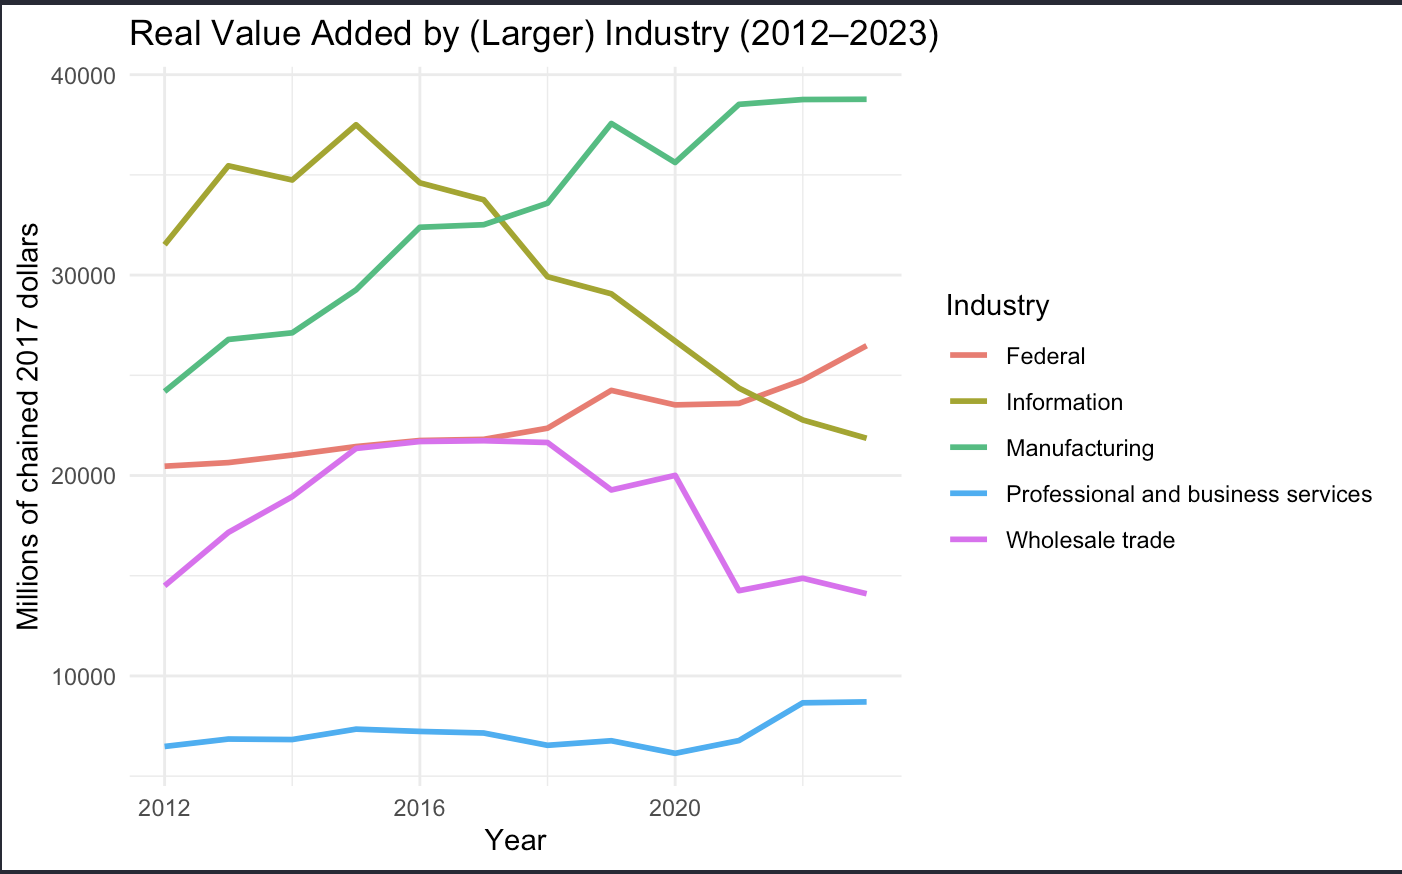 Real Value Added by (Larger) Industry (2012–2023)
Millions of chained 2017 dollars
40000
30000
20000
10000
2012 2016 2020
Year
Industry
Federal
Information
Manufacturing
Professional and business services
Wholesale trade